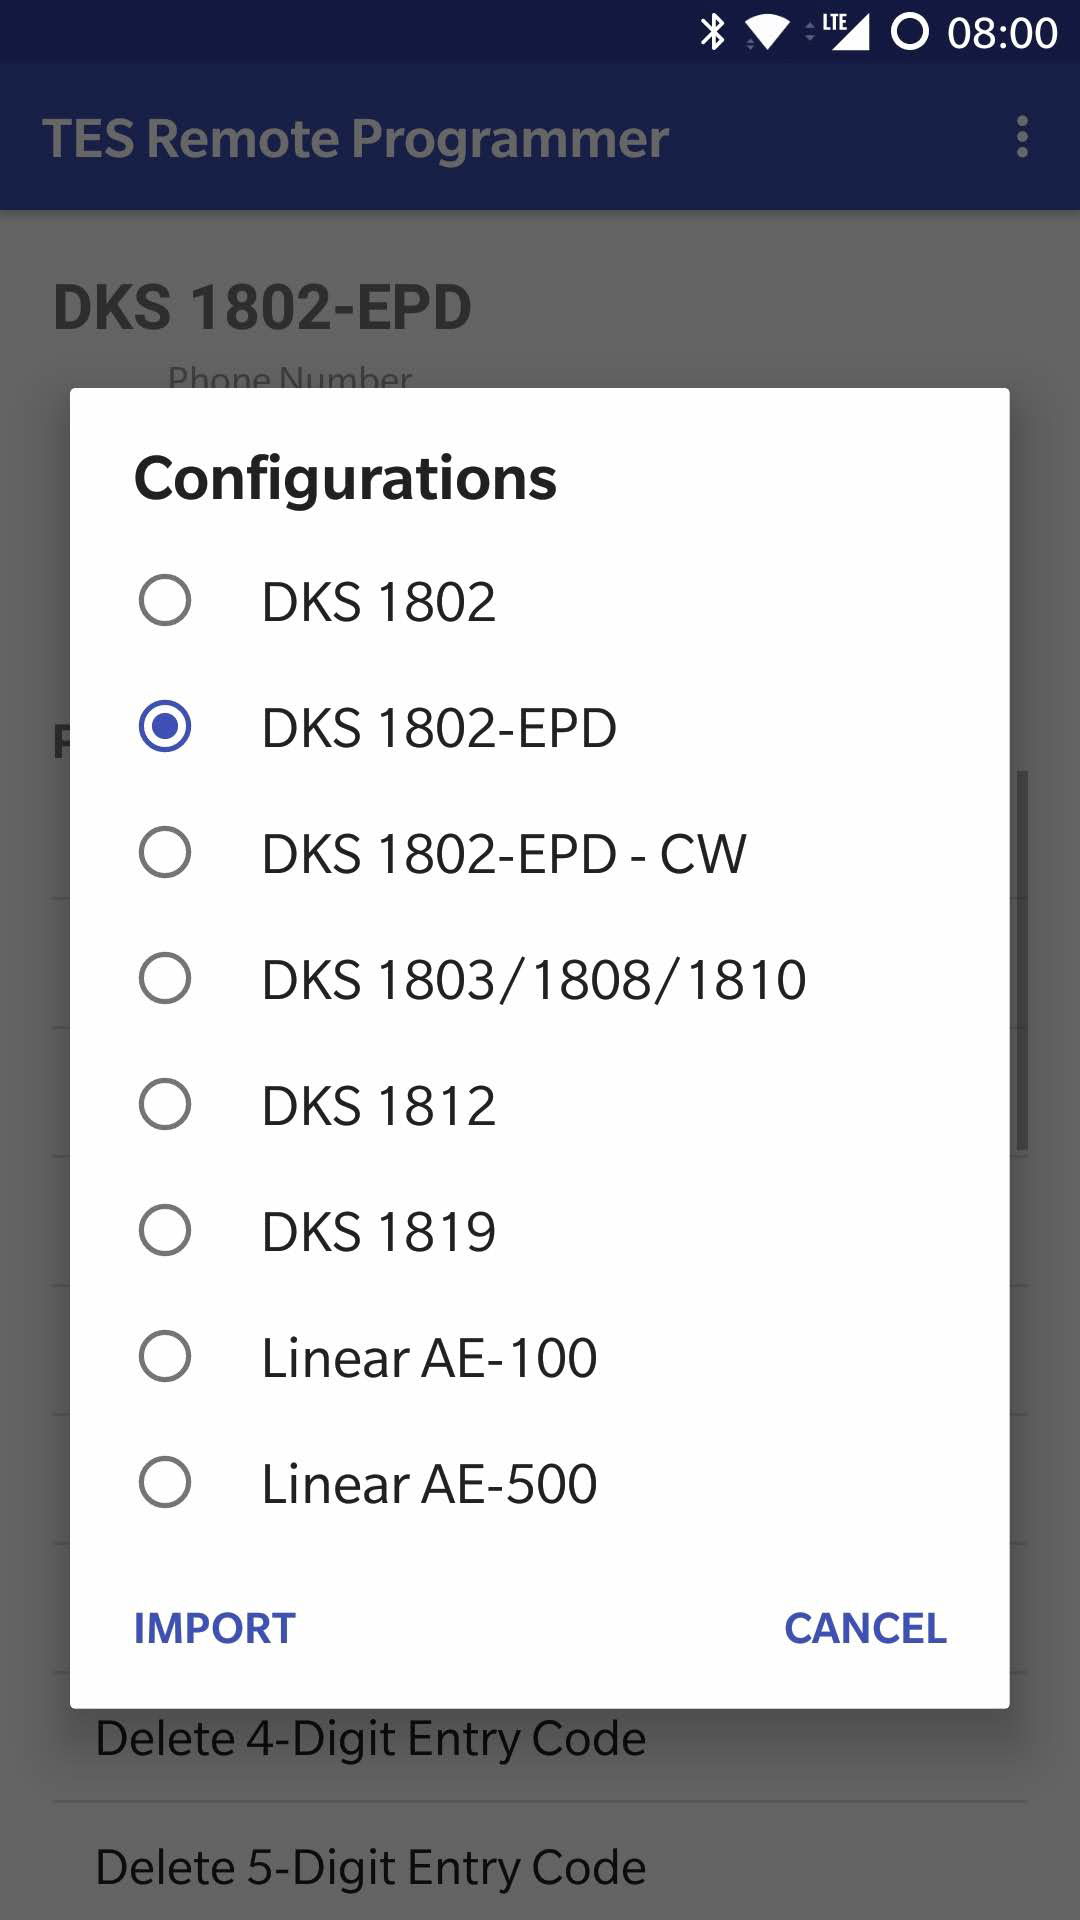 LTE 08:00
TES Remote Programmer
DKS 1802-EPD
Phone Number
Configurations
DKS 1802
DKS 1802-EPD
DKS 1802-EPD - CW
DKS 1803/1808/1810
DKS 1812
DKS 1819
Linear AE-100
Linear AE-500
IMPORT CANCEL
Delete 4-Digit Entry Code
Delete 5-Digit Entry Code